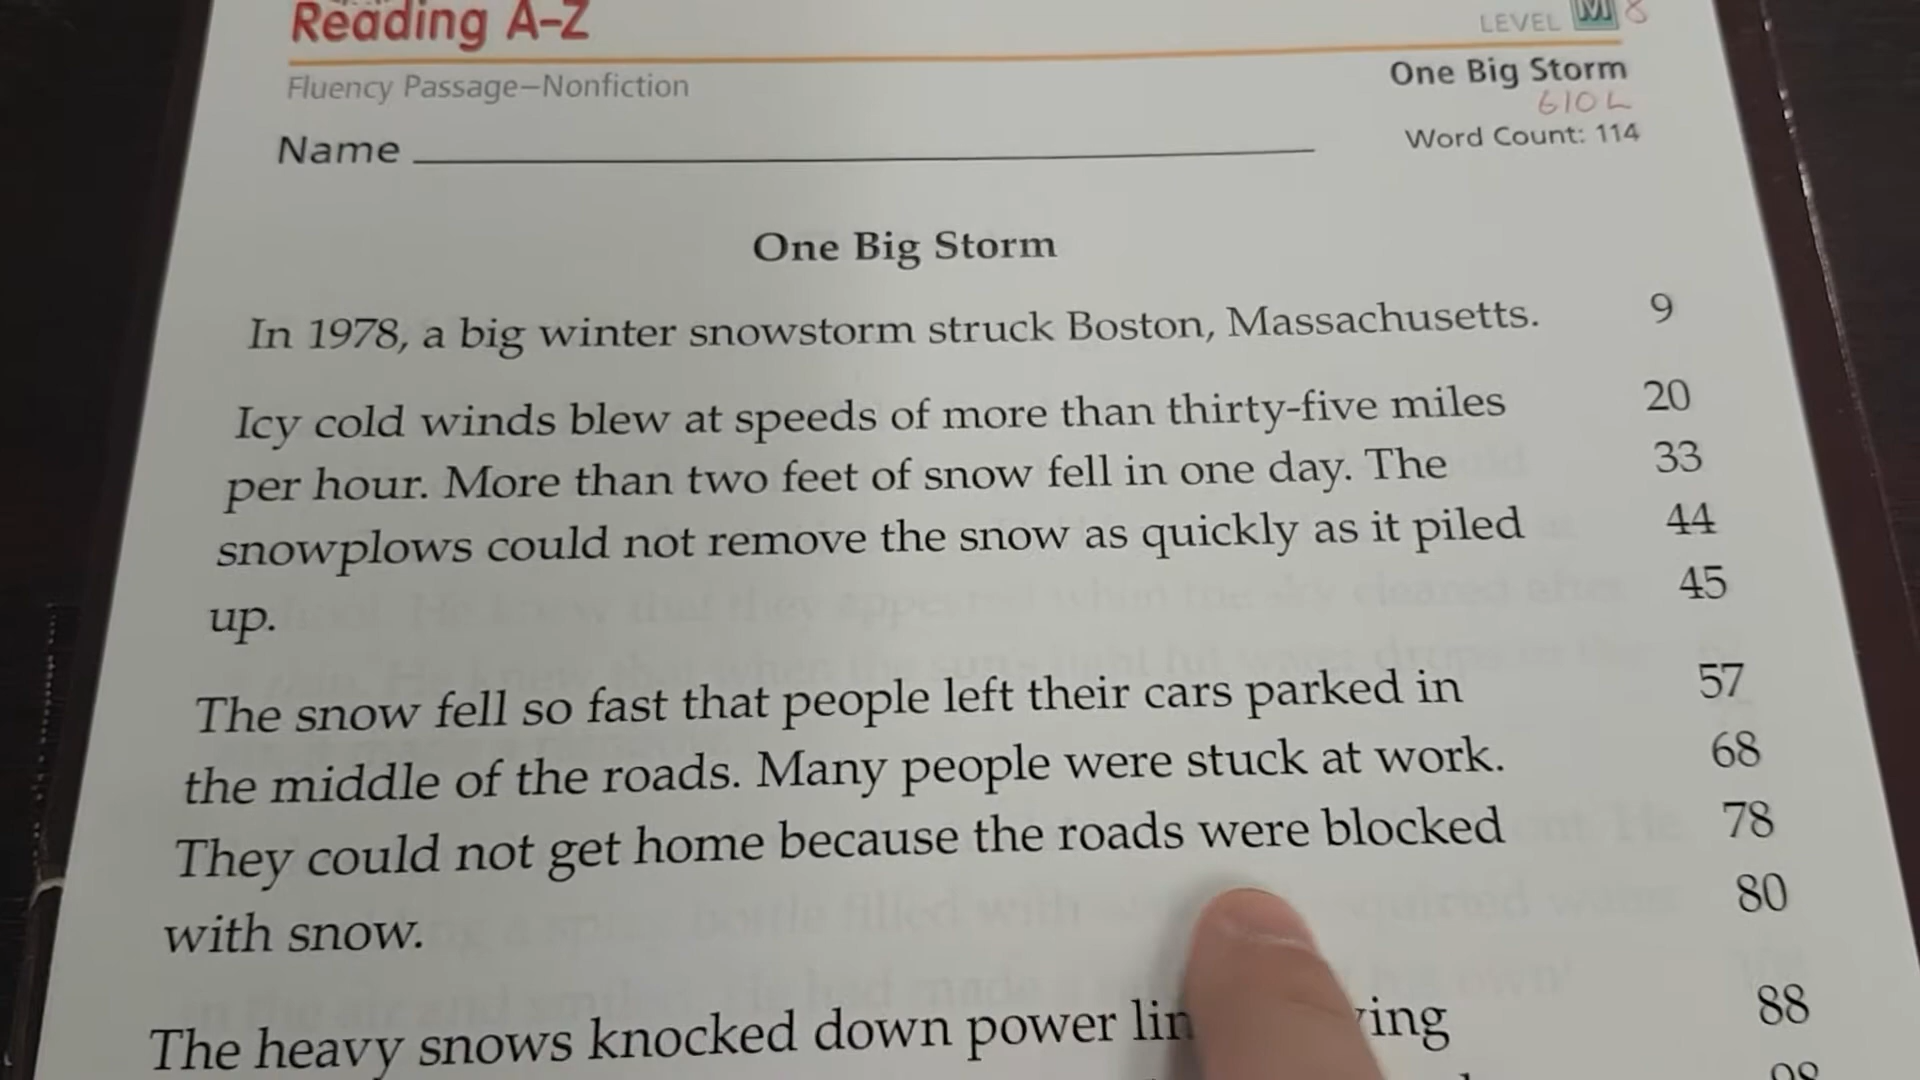 Reading A–Z
LEVEL M 8
Fluency Passage—Nonfiction
One Big Storm
610 L
Name
Word Count: 114
One Big Storm
In 1978, a big winter snowstorm struck Boston, Massachusetts. 9
Icy cold winds blew at speeds of more than thirty-five miles 20
per hour. More than two feet of snow fell in one day. The 33
snowplows could not remove the snow as quickly as it piled 44
up. 45
The snow fell so fast that people left their cars parked in 57
the middle of the roads. Many people were stuck at work. 68
They could not get home because the roads were blocked 78
with snow. 80
The heavy snows knocked down power 88